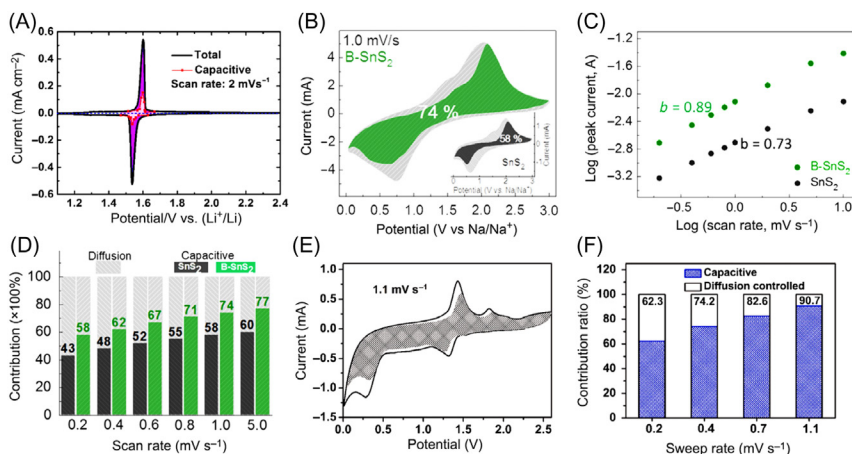 (A)
0.6
0.4
0.2
0.0
−0.2
−0.4
−0.6
Current (mA cm−2)
Total
Capacitive
Scan rate: 2 mVs−1
1.2 1.4 1.6 1.8 2.0 2.2 2.4
Potential/V vs. (Li+/Li)
(B)
1.0 mV/s
B-SnS2
74 %
6
4
2
0
−2
−4
Current (mA)
58 %
SnS2
Current (mA)
Potential (V vs Na/Na+)
0.0 0.5 1.0 1.5 2.0 2.5 3.0
Potential (V vs Na/Na+)
(C)
−1.2
−1.6
−2.0
−2.4
−2.8
−3.2
Log (peak current, A)
b = 0.89
b = 0.73
B-SnS2
SnS2
−0.5 0.0 0.5 1.0
Log (scan rate, mV s−1)
(D)
Diffusion Capacitive
SnS2 B-SnS2
100
80
60
40
20
0
Contribution (×100%)
43 58 48 62 52 67 55 71 58 74 60 77
0.2 0.4 0.6 0.8 1.0 5.0
Scan rate (mV s−1)
(E)
1.1 mV s−1
1.0
0.5
0.0
−0.5
−1.0
−1.5
Current (mA)
0.0 0.5 1.0 1.5 2.0 2.5
Potential (V)
(F)
Capacitive
Diffusion controlled
120
100
80
60
40
20
0
Contribution ratio (%)
62.3 74.2 82.6 90.7
0.2 0.4 0.7 1.1
Sweep rate (mV s−1)